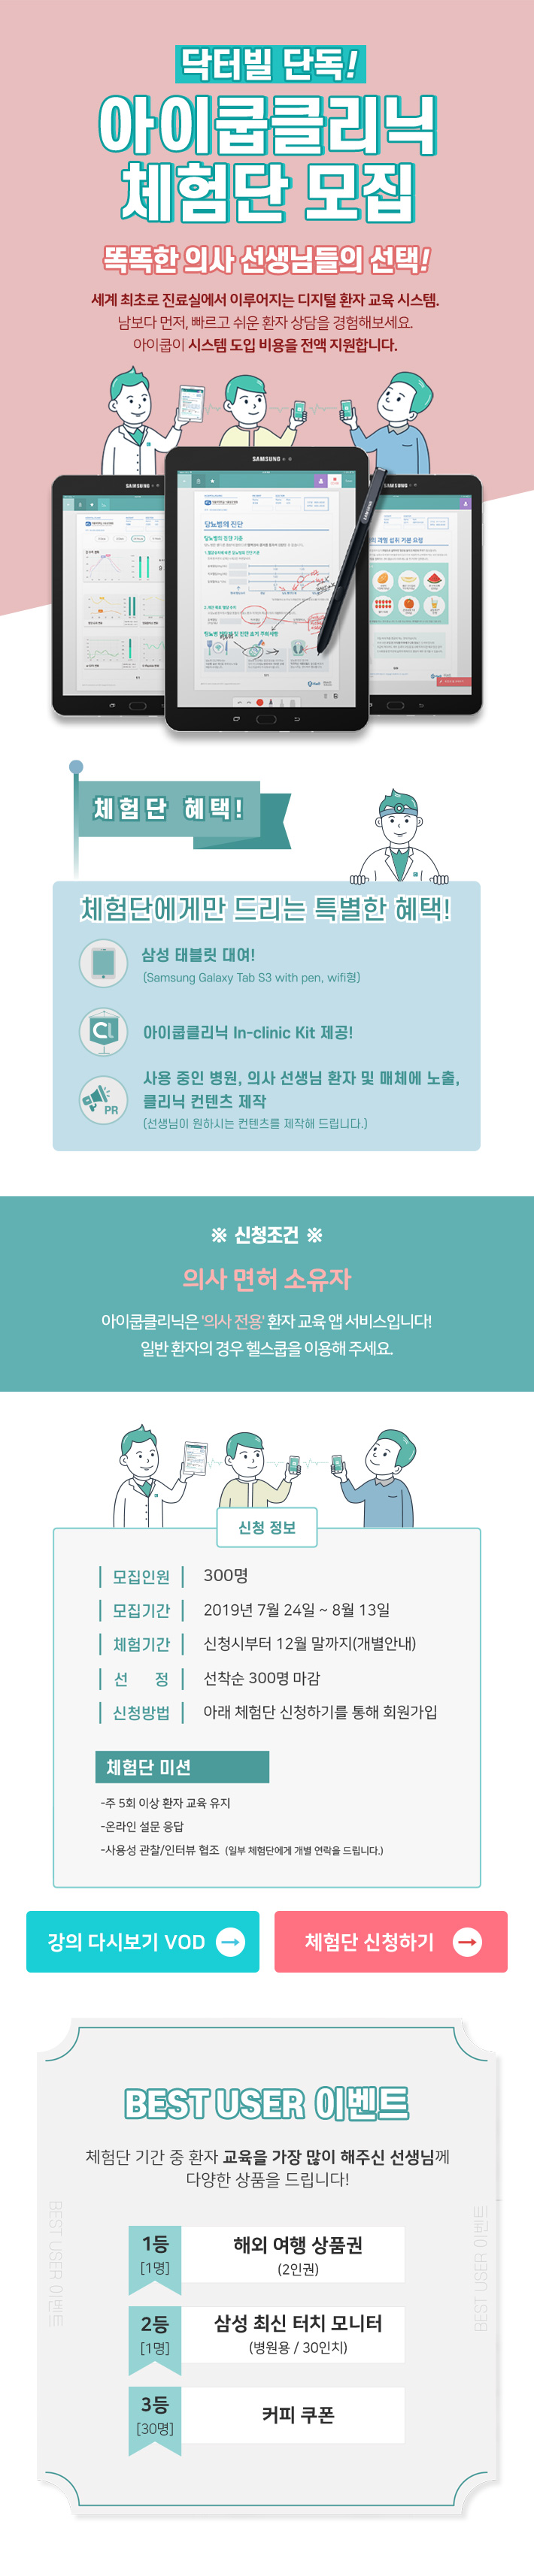 닥터빌 단독!
아이쿱클리닉
체험단 모집
똑똑한 의사 선생님들의 선택!
세계 최초로 진료실에서 이루어지는 디지털 환자 교육 시스템.
남보다 먼저, 빠르고 쉬운 환자 상담을 경험해보세요.
아이쿱이 시스템 도입 비용을 전액 지원합니다.
SAMSUNG
SAMSUNG
SAMSUNG
당뇨병의 진단
당뇨병의 진단 기준
SAMSUNG
체험단 혜택!
체험단에게만 드리는 특별한 혜택!
삼성 태블릿 대여!
(Samsung Galaxy Tab S3 with pen, wifi형)
CL
아이쿱클리닉 In-clinic Kit 제공!
사용 중인 병원, 의사 선생님 환자 및 매체에 노출,
클리닉 컨텐츠 제작
PR
(선생님이 원하시는 컨텐츠를 제작해 드립니다.)
※ 신청조건 ※
의사 면허 소유자
아이쿱클리닉은 '의사 전용' 환자 교육 앱 서비스입니다!
일반 환자의 경우 헬스쿱을 이용해 주세요.
신청 정보
모집인원 300명
모집기간 2019년 7월 24일 ~ 8월 13일
체험기간 신청시부터 12월 말까지(개별안내)
선 정 선착순 300명 마감
신청방법 아래 체험단 신청하기를 통해 회원가입
체험단 미션
-주 5회 이상 환자 교육 유지
-온라인 설문 응답
-사용성 관찰/인터뷰 협조 (일부 체험단에게 개별 연락을 드립니다.)
강의 다시보기 VOD
체험단 신청하기
BEST USER 이벤트
체험단 기간 중 환자 교육을 가장 많이 해주신 선생님께
다양한 상품을 드립니다!
BEST USER 이벤트
BEST USER 이벤트
1등
[1명]
해외 여행 상품권
(2인권)
2등
[1명]
삼성 최신 터치 모니터
(병원용 / 30인치)
3등
[30명]
커피 쿠폰